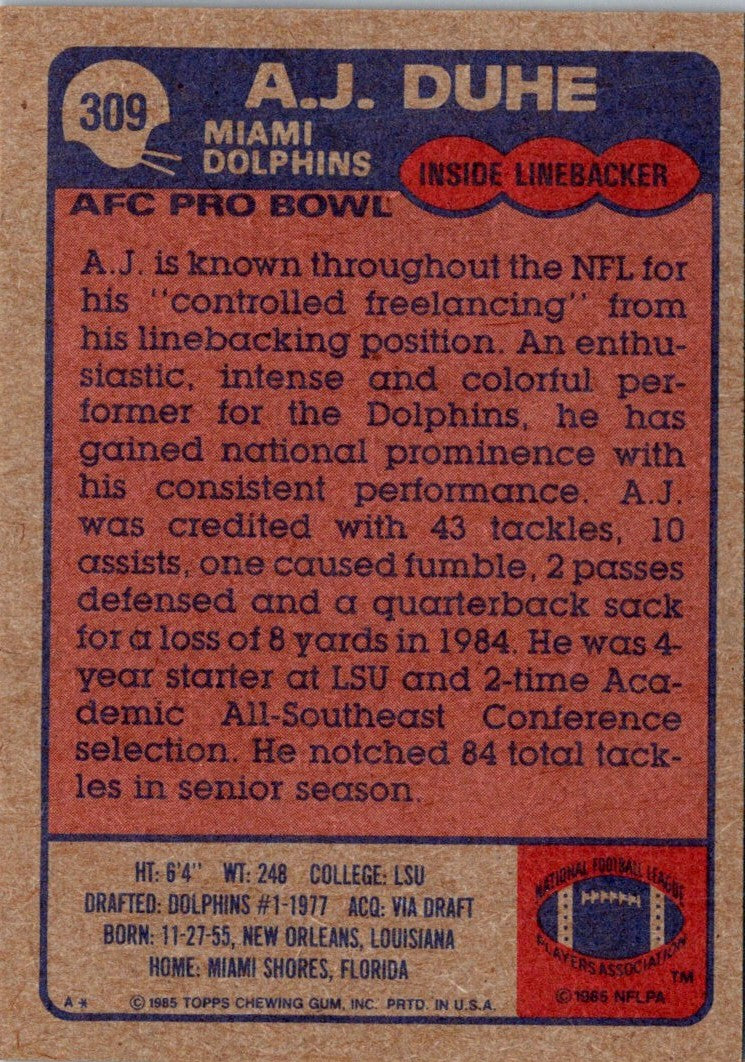 309
A.J. DUHE
MIAMI
DOLPHINS
INSIDE LINEBACKER
AFC PRO BOWL
A.J. is known throughout the NFL for
his "controlled freelancing" from
his linebacking position. An enthu-
siastic, intense and colorful per-
former for the Dolphins, he has
gained national prominence with
his consistent performance. A.J.
was credited with 43 tackles, 10
assists, one caused fumble, 2 passes
defensed and a quarterback sack
for a loss of 8 yards in 1984. He was 4-
year starter at LSU and 2-time Aca-
demic All-Southeast Conference
selection. He notched 84 total tack-
les in senior season.
HT: 6'4" WT: 248 COLLEGE: LSU
DRAFTED: DOLPHINS #1-1977 ACQ: VIA DRAFT
BORN: 11-27-55, NEW ORLEANS, LOUISIANA
HOME: MIAMI SHORES, FLORIDA
A* © 1985 TOPPS CHEWING GUM, INC. PRTD. IN U.S.A.
NATIONAL FOOTBALL LEAGUE
PLAYERS ASSOCIATION
TM
© 1985 NFLPA